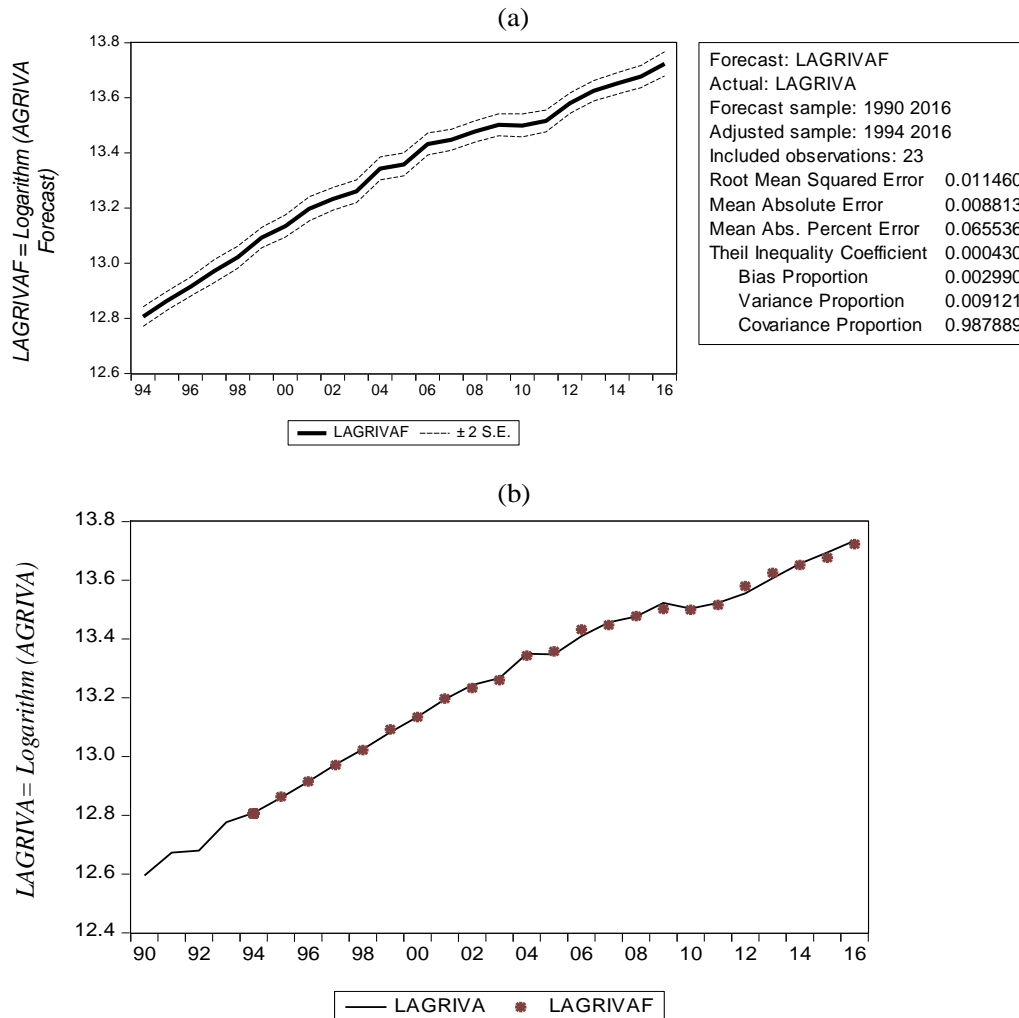 (a)
LAGRIVAF = Logarithm (AGRIVA
Forecast)
13.8
13.6
13.4
13.2
13.0
12.8
12.6
94 96 98 00 02 04 06 08 10 12 14 16
LAGRIVAF ± 2 S.E.
Forecast: LAGRIVAF
Actual: LAGRIVA
Forecast sample: 1990 2016
Adjusted sample: 1994 2016
Included observations: 23
Root Mean Squared Error 0.011460
Mean Absolute Error 0.008813
Mean Abs. Percent Error 0.065536
Theil Inequality Coefficient 0.000430
Bias Proportion 0.002990
Variance Proportion 0.009121
Covariance Proportion 0.987889
(b)
LAGRIVA= Logarithm (AGRIVA)
13.8
13.6
13.4
13.2
13.0
12.8
12.6
12.4
90 92 94 96 98 00 02 04 06 08 10 12 14 16
LAGRIVA LAGRIVAF